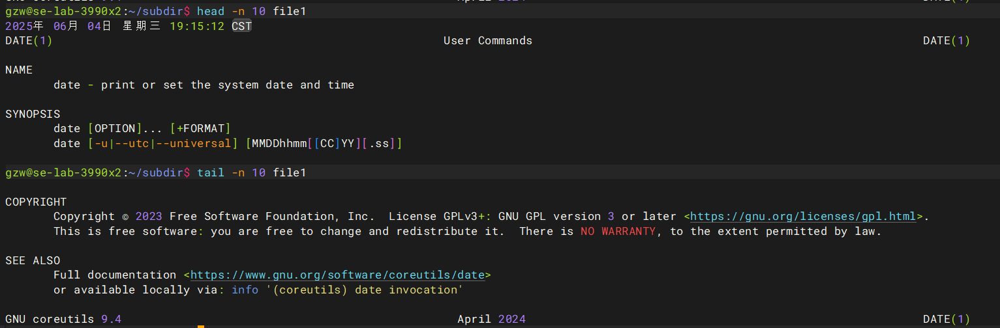 gzw@se-lab-3990x2:~/subdir$ head -n 10 file1
2025年 06月 04日 星期三 19:15:12 CST
DATE(1) User Commands DATE(1)
NAME
date - print or set the system date and time
SYNOPSIS
date [OPTION]... [+FORMAT]
date [-u|--utc|--universal] [MMDDhhmm[[CC]YY][.ss]]
gzw@se-lab-3990x2:~/subdir$ tail -n 10 file1
COPYRIGHT
Copyright © 2023 Free Software Foundation, Inc.  License GPLv3+: GNU GPL version 3 or later <https://gnu.org/licenses/gpl.html>.
This is free software: you are free to change and redistribute it.  There is NO WARRANTY, to the extent permitted by law.
SEE ALSO
Full documentation <https://www.gnu.org/software/coreutils/date>
or available locally via: info '(coreutils) date invocation'
GNU coreutils 9.4 April 2024 DATE(1)